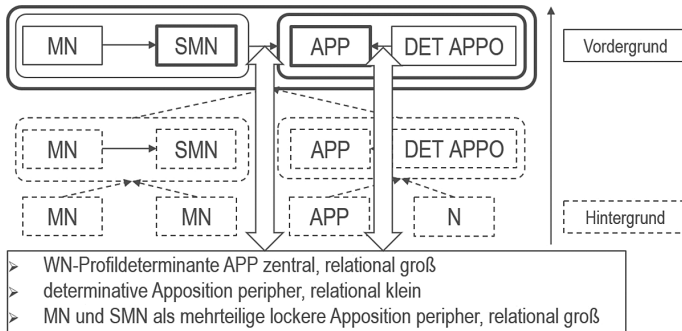 MN SMN APP DET APPO Vordergrund
MN SMN APP DET APPO
MN MN APP N Hintergrund
➢ WN-Profildeterminante APP zentral, relational groß
➢ determinative Apposition peripher, relational klein
➢ MN und SMN als mehrteilige lockere Apposition peripher, relational groß